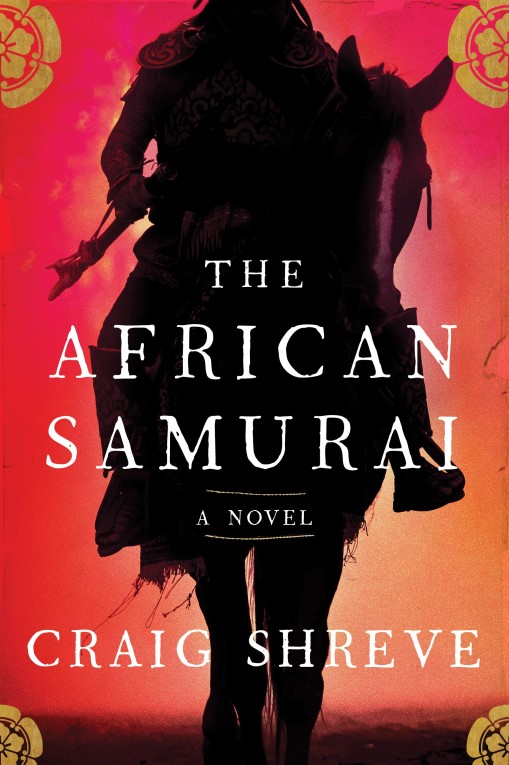 THE
AFRICAN
SAMURAI
A NOVEL
CRAIG SHREVE